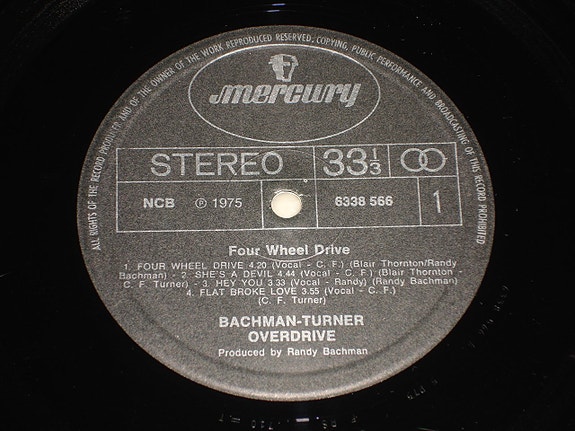 ALL RIGHTS OF THE RECORD PRODUCER AND OF THE OWNER OF THE WORK REPRODUCED RESERVED. COPYING, PUBLIC PERFORMANCE AND BROADCASTING OF THIS RECORD PROHIBITED
mercury
STEREO 33 1/3
NCB ℗ 1975 6338 566 1
Four Wheel Drive
1. FOUR WHEEL DRIVE 4.20 (Vocal - C. F.) (Blair Thornton/Randy
Bachman) - 2. SHE'S A DEVIL 4.44 (Vocal - C. F.) (Blair Thornton -
C. F. Turner) - 3. HEY YOU 3.33 (Vocal - Randy) (Randy Bachman)
4. FLAT BROKE LOVE 3.55 (Vocal - C. F.)
(C. F. Turner)
BACHMAN-TURNER
OVERDRIVE
Produced by Randy Bachman